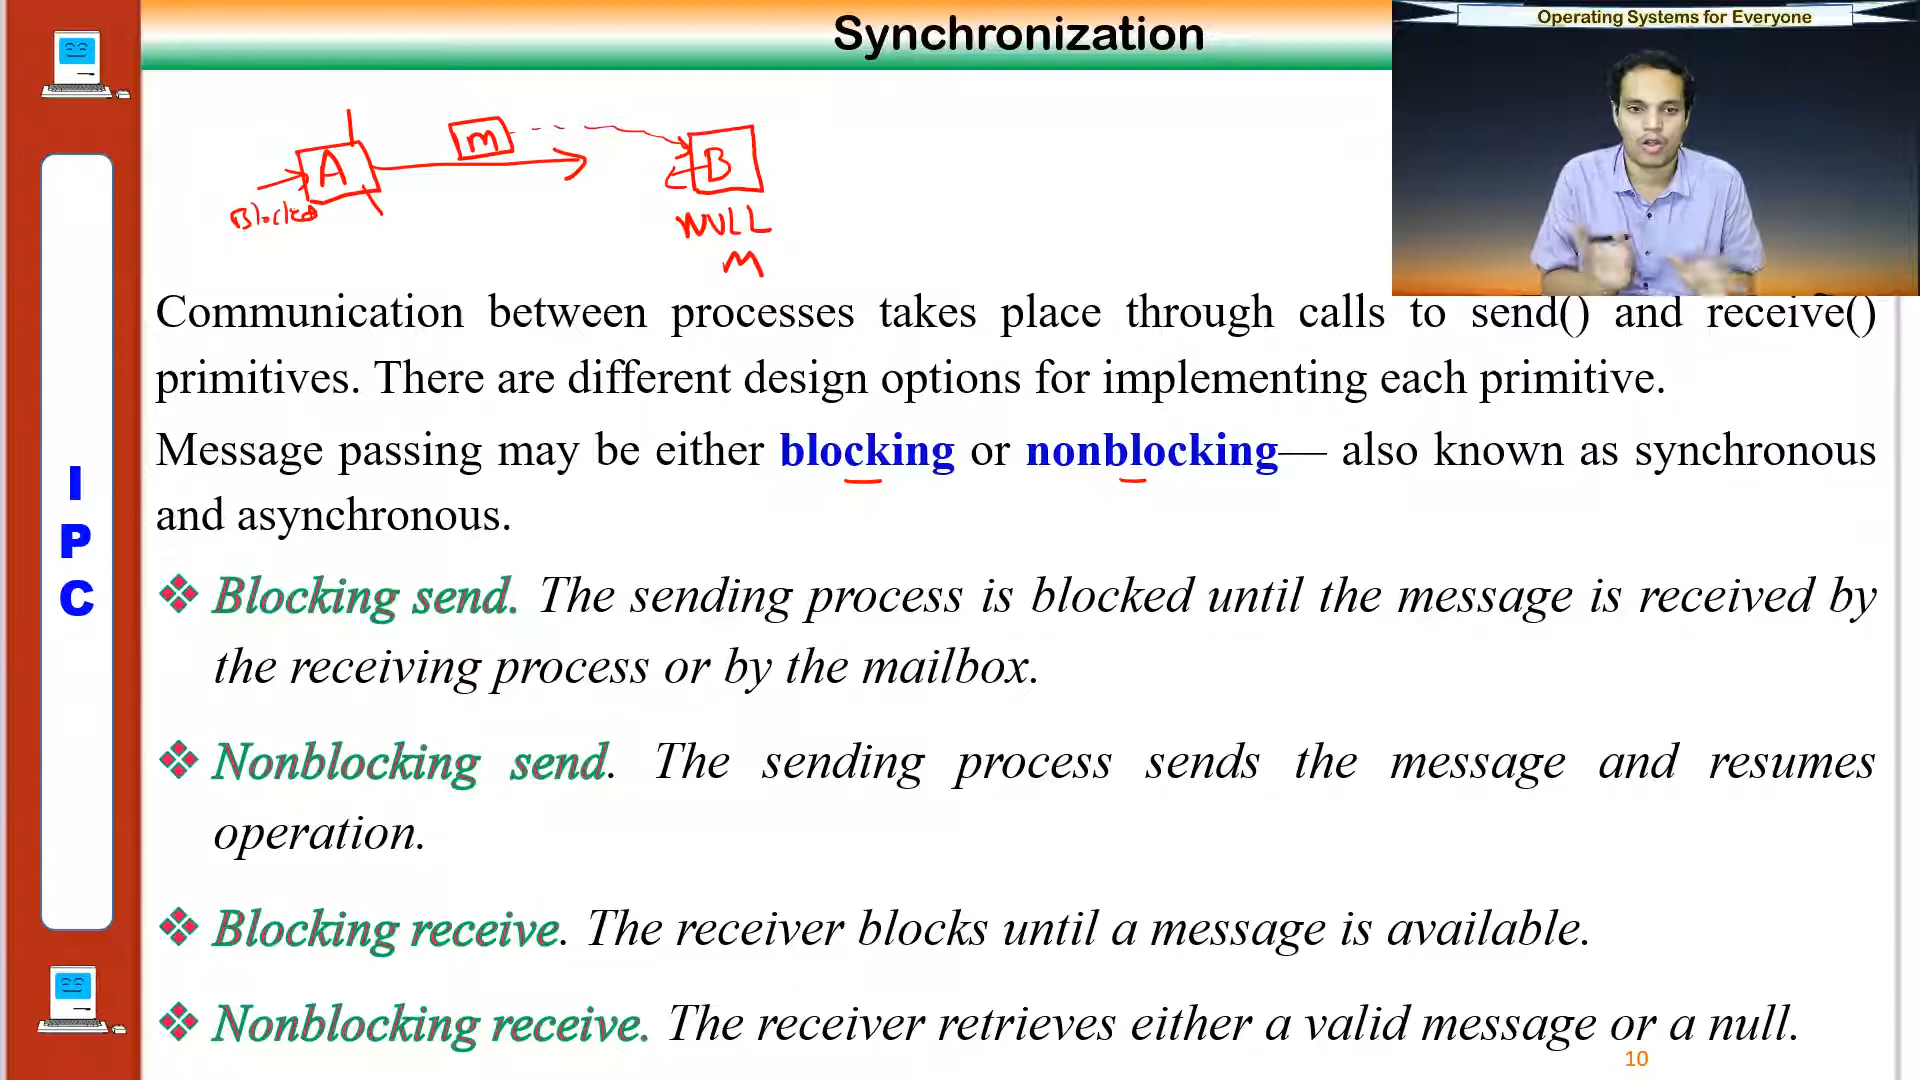 Synchronization
Operating Systems for Everyone
A
m
B
Blocked
NULL
M
Communication between processes takes place through calls to send() and receive()
primitives. There are different design options for implementing each primitive.
Message passing may be either blocking or nonblocking— also known as synchronous
and asynchronous.
I
P
C
❖ Blocking send. The sending process is blocked until the message is received by
the receiving process or by the mailbox.
❖ Nonblocking send. The sending process sends the message and resumes
operation.
❖ Blocking receive. The receiver blocks until a message is available.
❖ Nonblocking receive. The receiver retrieves either a valid message or a null.
10